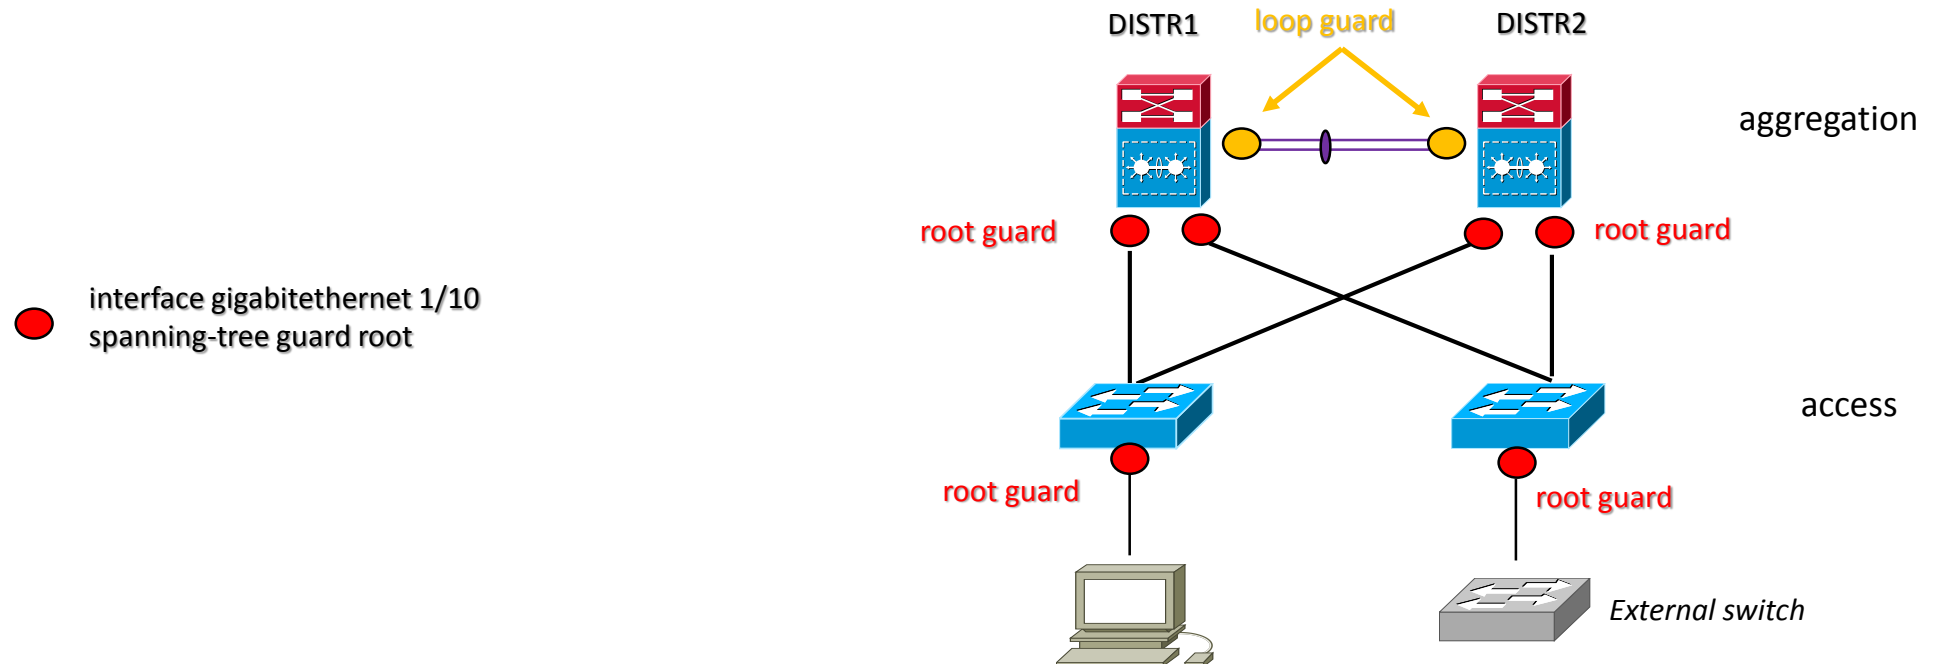 DISTR1
loop guard
DISTR2
aggregation
root guard
root guard
interface gigabitethernet 1/10
spanning-tree guard root
access
root guard
root guard
External switch